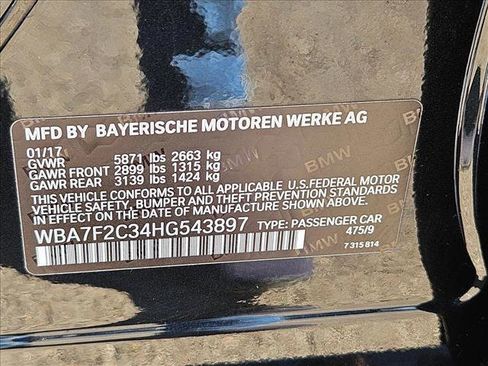 MFD BY BAYERISCHE MOTOREN WERKE AG
01/17
GVWR 5871 lbs 2663 kg
GAWR FRONT 2899 lbs 1315 kg
GAWR REAR 3139 lbs 1424 kg
THIS VEHICLE CONFORMS TO ALL APPLICABLE U.S. FEDERAL MOTOR
VEHICLE SAFETY, BUMPER AND THEFT PREVENTION STANDARDS
IN EFFECT ON THE DATE OF MANUFACTURE SHOWN ABOVE.
WBA7F2C34HG543897 TYPE: PASSENGER CAR
475/9
7 315 814
BMW
BMW